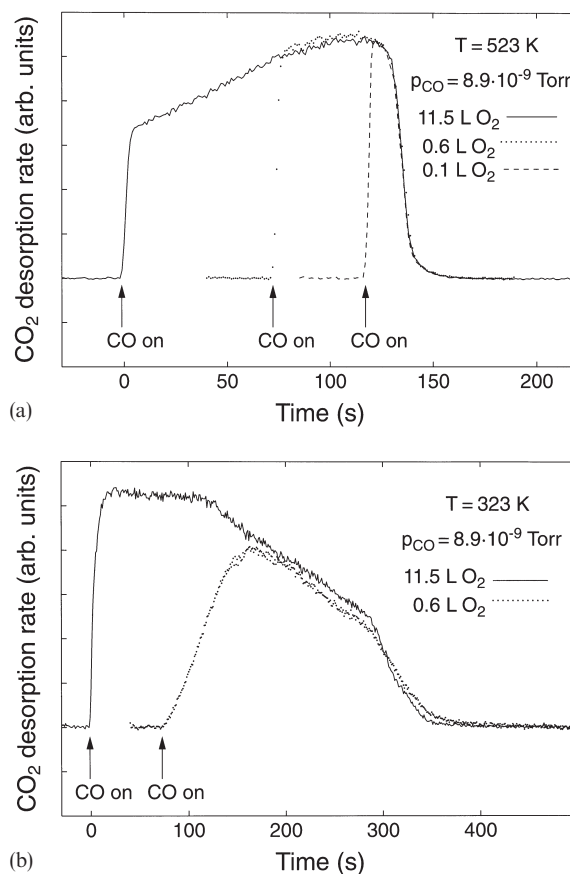 CO₂ desorption rate (arb. units)
T = 523 K
p_CO = 8.9·10⁻⁹ Torr
11.5 L O₂
0.6 L O₂
0.1 L O₂
CO on
CO on
CO on
0
50
100
150
200
(a)
Time (s)
CO₂ desorption rate (arb. units)
T = 323 K
p_CO = 8.9·10⁻⁹ Torr
11.5 L O₂
0.6 L O₂
CO on
CO on
0
100
200
300
400
(b)
Time (s)